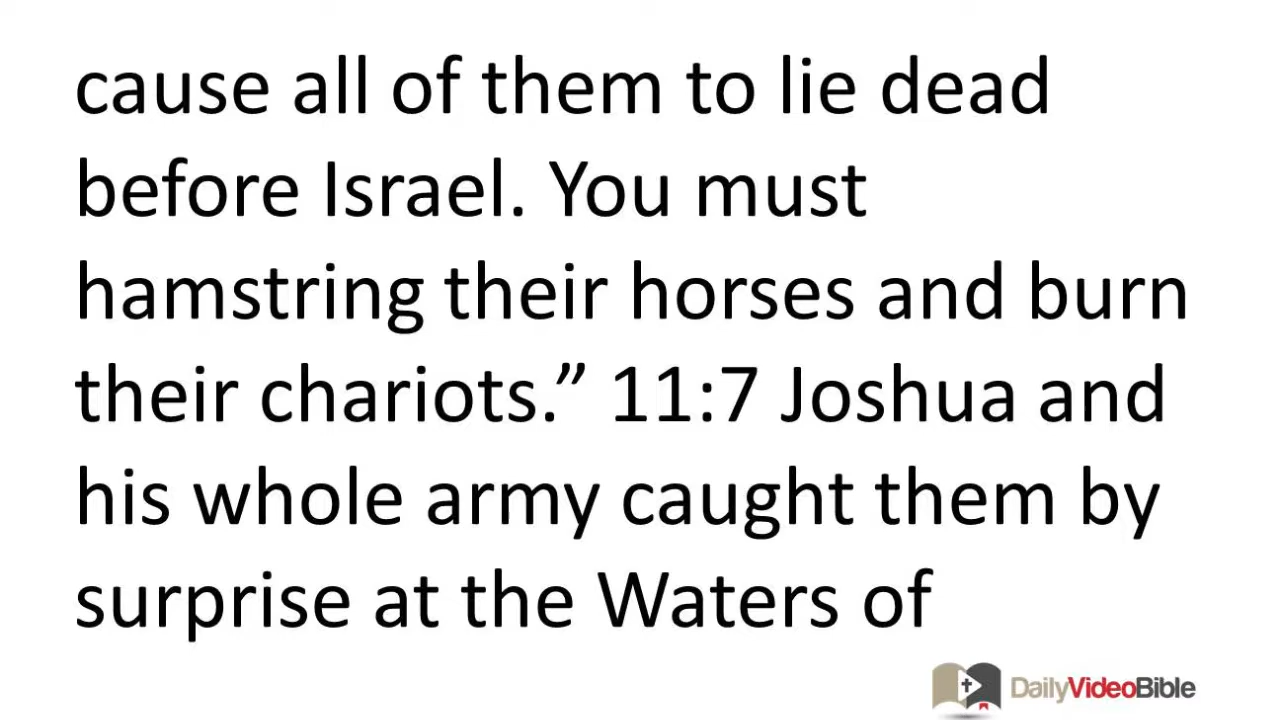 cause all of them to lie dead
before Israel. You must
hamstring their horses and burn
their chariots.” 11:7 Joshua and
his whole army caught them by
surprise at the Waters of
DailyVideoBible